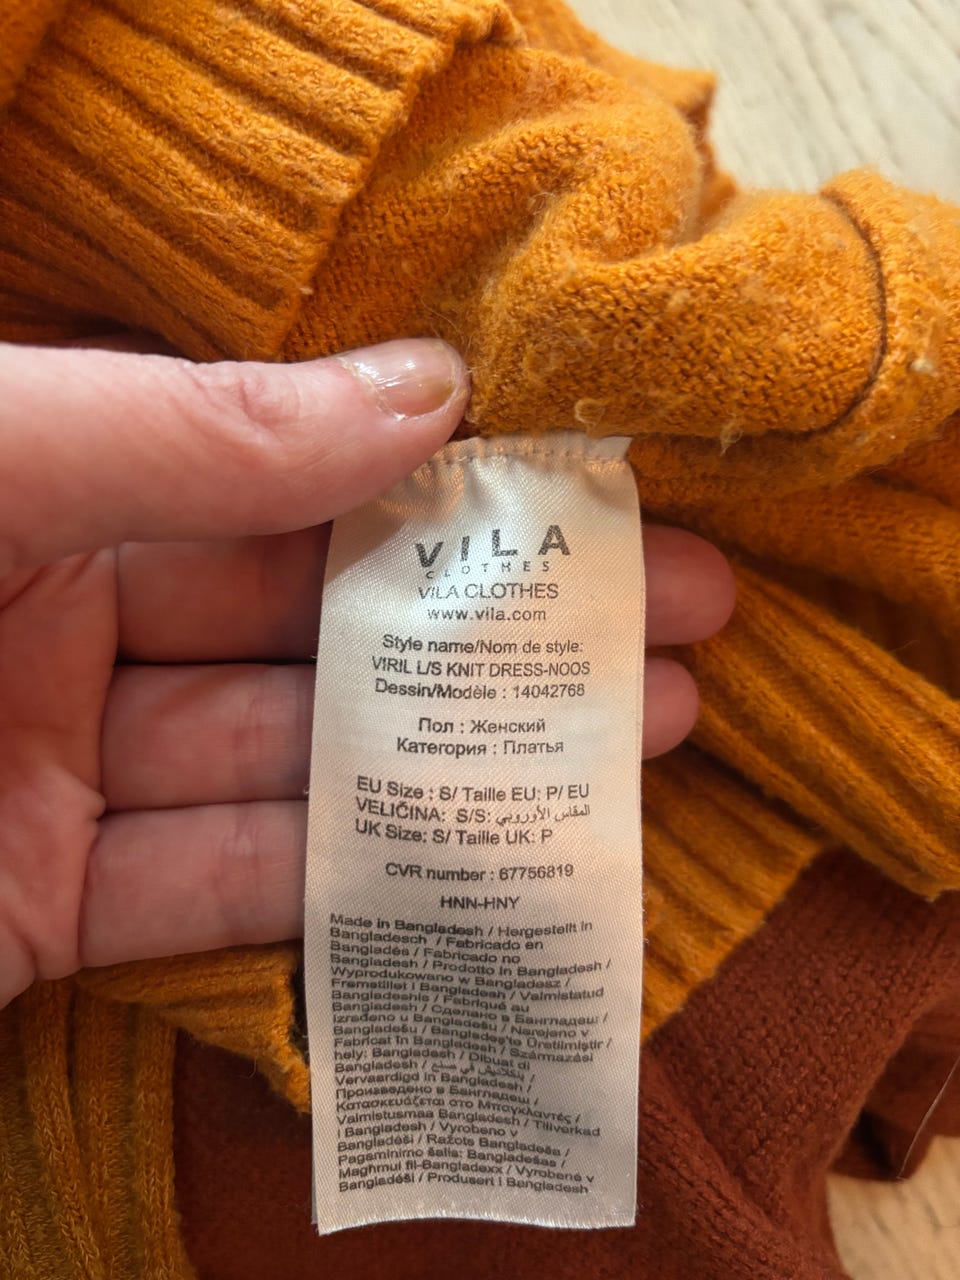 VILA
CLOTHES
VILA CLOTHES
www.vila.com
Style name/Nom de style:
VIRIL L/S KNIT DRESS-NOOS
Dessin/Modèle : 14042768
Пол : Женский
Категория : Платья
EU Size : S/ Taille EU: P/ EU
VELIČINA: S/S: المقاس الأوروبي
UK Size: S/ Taille UK: P
CVR number : 67756819
HNN-HNY
Made in Bangladesh / Hergestellt in
Bangladesch / Fabricado en
Bangladés / Fabricado no
Bangladesh / Prodotto in Bangladesh /
Wyprodukowano w Bangladesz /
Fremstillet i Bangladesh / Valmistatud
Bangladeshis / Fabriqué au
Bangladesh / Сделано в Бангладеш /
Izrađeno u Bangladešu / Narejeno v
Bangladešu / Bangladeş'te Üretilmiştir /
Fabricat în Bangladesh / Származási
hely: Bangladesh / Dibuat di
Bangladesh / صنع في بنكلاديش /
Vervaardigd in Bangladesh /
Произведено в Бангладеш /
Κατασκευάζεται στο Μπαγκλαντές /
Valmistusmaa Bangladesh / Tillverkad
i Bangladesh / Vyrobeno v
Bangladéši / Ražots Bangladeša /
Pagaminimo šalis: Bangladešas /
Magħmul fil-Bangladexx / Vyrobené v
Bangladéši / Produsert i Bangladesh